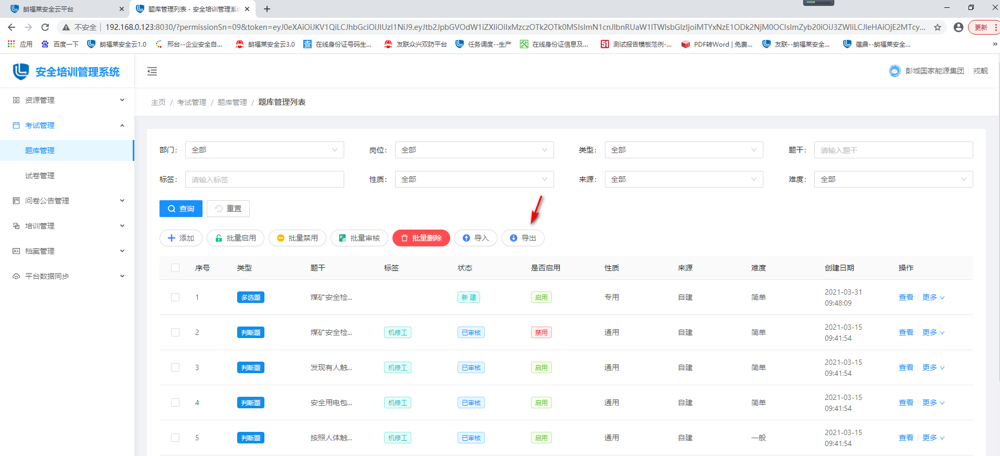 朗福莱安全云平台
题库管理列表 - 安全培训管理系统
不安全
192.168.0.123:8030/?permissionSn=09&token=eyJ0eXAiOiJKV1QiLCJhbGciOiJIUzI1NiJ9.eyJtb2JpbGVOdW1iZXIiOiIxMzczOTk2OTk0MSIsImN1cnJlbnRUaW1lTWlsbGlzIjoiMTYxNzE1ODk2NjM0OCIsImZyb20iOiJ3ZWIiLCJleHAiOjE2MTcy...
更新
应用
百度一下
朗福莱安全云1.0
邢台--企业安全自...
朗福莱安全云3.0
查
在线身份证号码生...
友联众兴双防平台
任务调度--生产
在线身份证信息及...
51
测试报告模板范例-...
PDF转Word | 免费...
友联--朗福莱安全...
蕴鼎--朗福莱安全...
安全培训管理系统
彭城国家能源集团
戎靓
资源管理
考试管理
题库管理
试卷管理
问卷公告管理
培训管理
档案管理
平台数据同步
主页 / 考试管理 / 题库管理 / 题库管理列表
部门: 全部
岗位: 全部
类型: 全部
题干: 请输入题干
标签: 请输入标签
性质: 全部
来源: 全部
难度: 全部
查询
重置
添加
批量启用
批量禁用
批量审核
批量删除
导入
导出
序号 类型 题干 标签 状态 是否启用 性质 来源 难度 创建日期 操作
1 多选题 煤矿安全检... 新 建 启用 专用 自建 简单 2021-03-31 09:48:09 查看 更多
2 判断题 煤矿安全检... 机修工 已审核 禁用 通用 自建 简单 2021-03-15 09:41:54 查看 更多
3 判断题 发现有人触... 机修工 已审核 启用 通用 自建 简单 2021-03-15 09:41:54 查看 更多
4 判断题 安全用电包... 机修工 已审核 启用 通用 自建 简单 2021-03-15 09:41:54 查看 更多
5 判断题 按照人体触... 机修工 已审核 启用 通用 自建 一般 2021-03-15 09:41:54 查看 更多